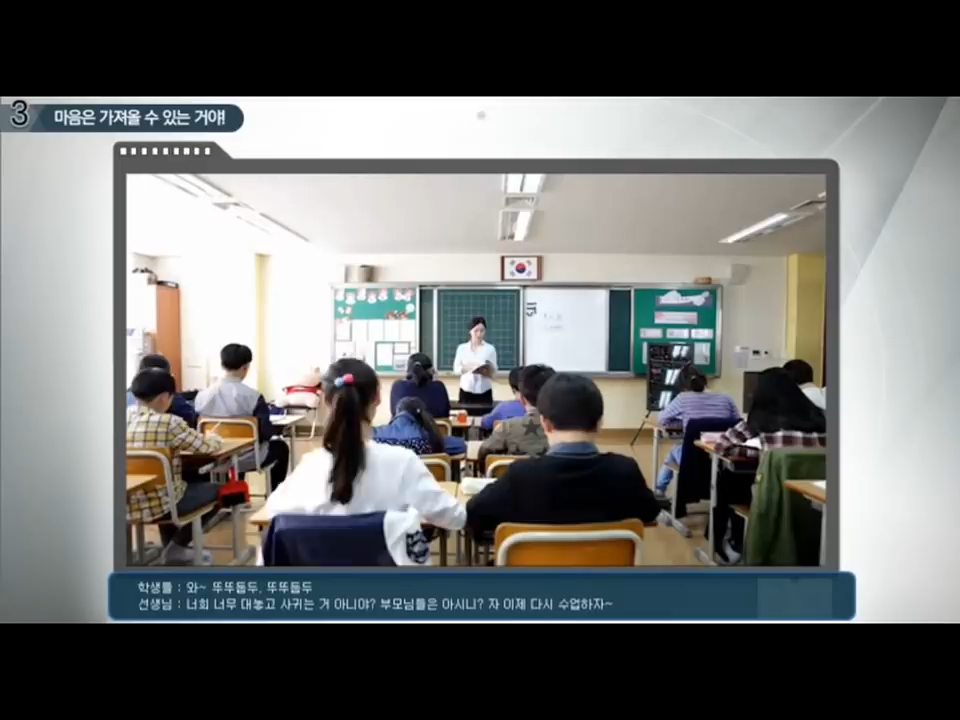 3
마음은 가져올 수 있는 거야!
학생들 : 와~ 뚜뚜둡두, 뚜뚜둡두
선생님 : 너희 너무 대놓고 사귀는 거 아니야? 부모님들은 아시니? 자 이제 다시 수업하자~